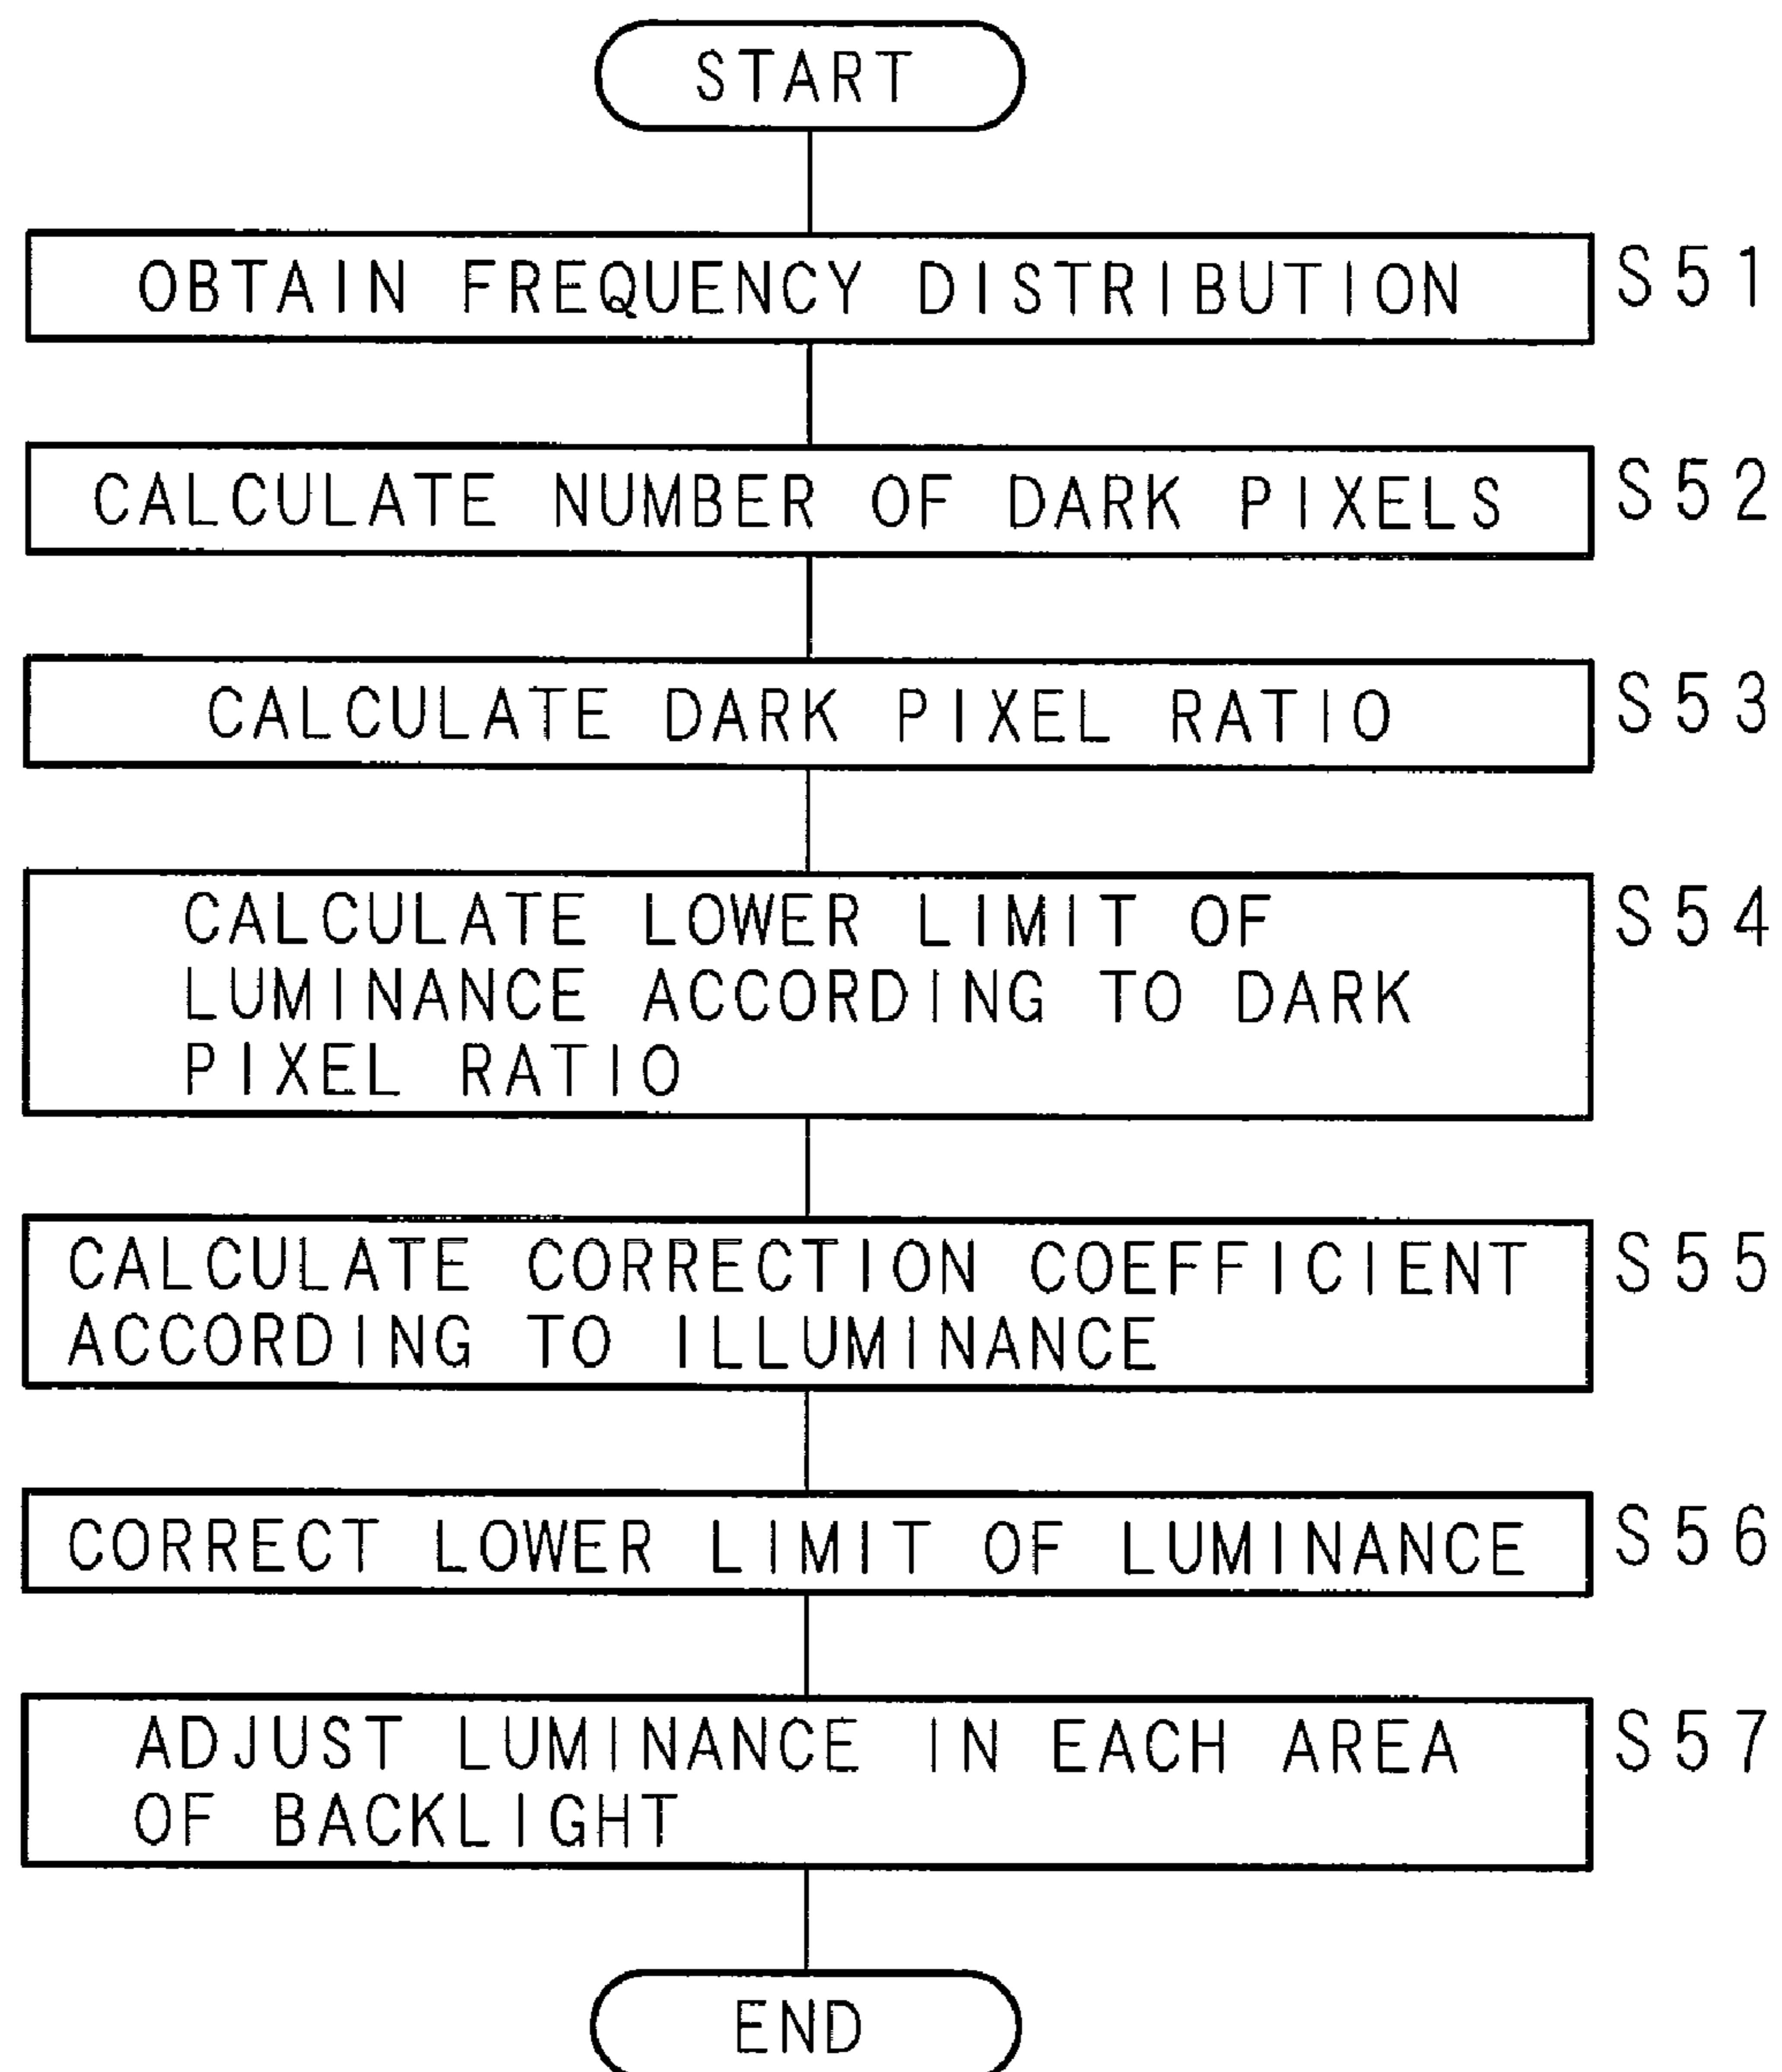 START
OBTAIN FREQUENCY DISTRIBUTION S51
CALCULATE NUMBER OF DARK PIXELS S52
CALCULATE DARK PIXEL RATIO S53
CALCULATE LOWER LIMIT OF S54
LUMINANCE ACCORDING TO DARK
PIXEL RATIO
CALCULATE CORRECTION COEFFICIENT S55
ACCORDING TO ILLUMINANCE
CORRECT LOWER LIMIT OF LUMINANCE S56
ADJUST LUMINANCE IN EACH AREA S57
OF BACKLIGHT
END